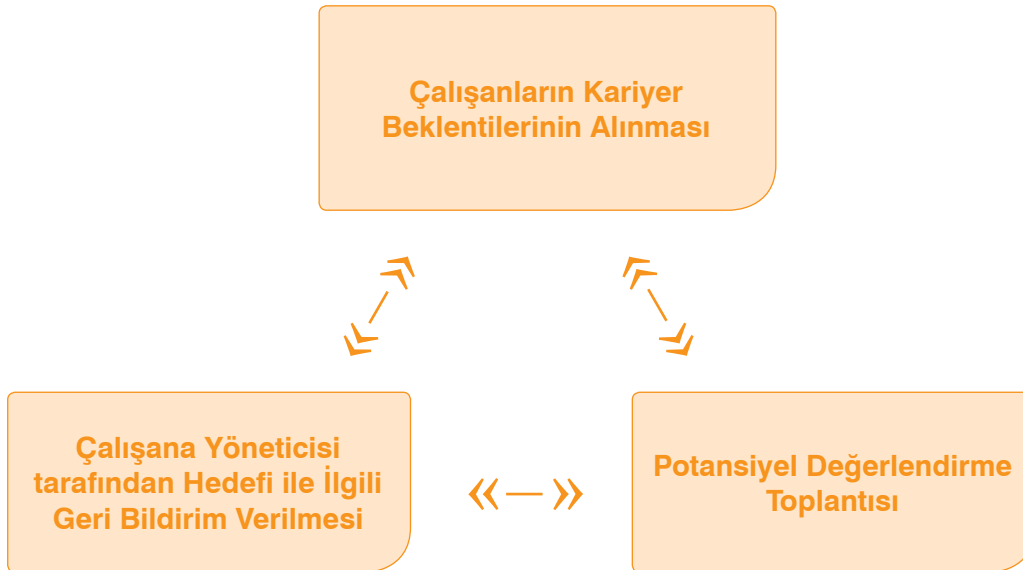 Çalışanların Kariyer
Beklentilerinin Alınması
Çalışana Yöneticisi
tarafından Hedefi ile İlgili
Geri Bildirim Verilmesi
Potansiyel Değerlendirme
Toplantısı